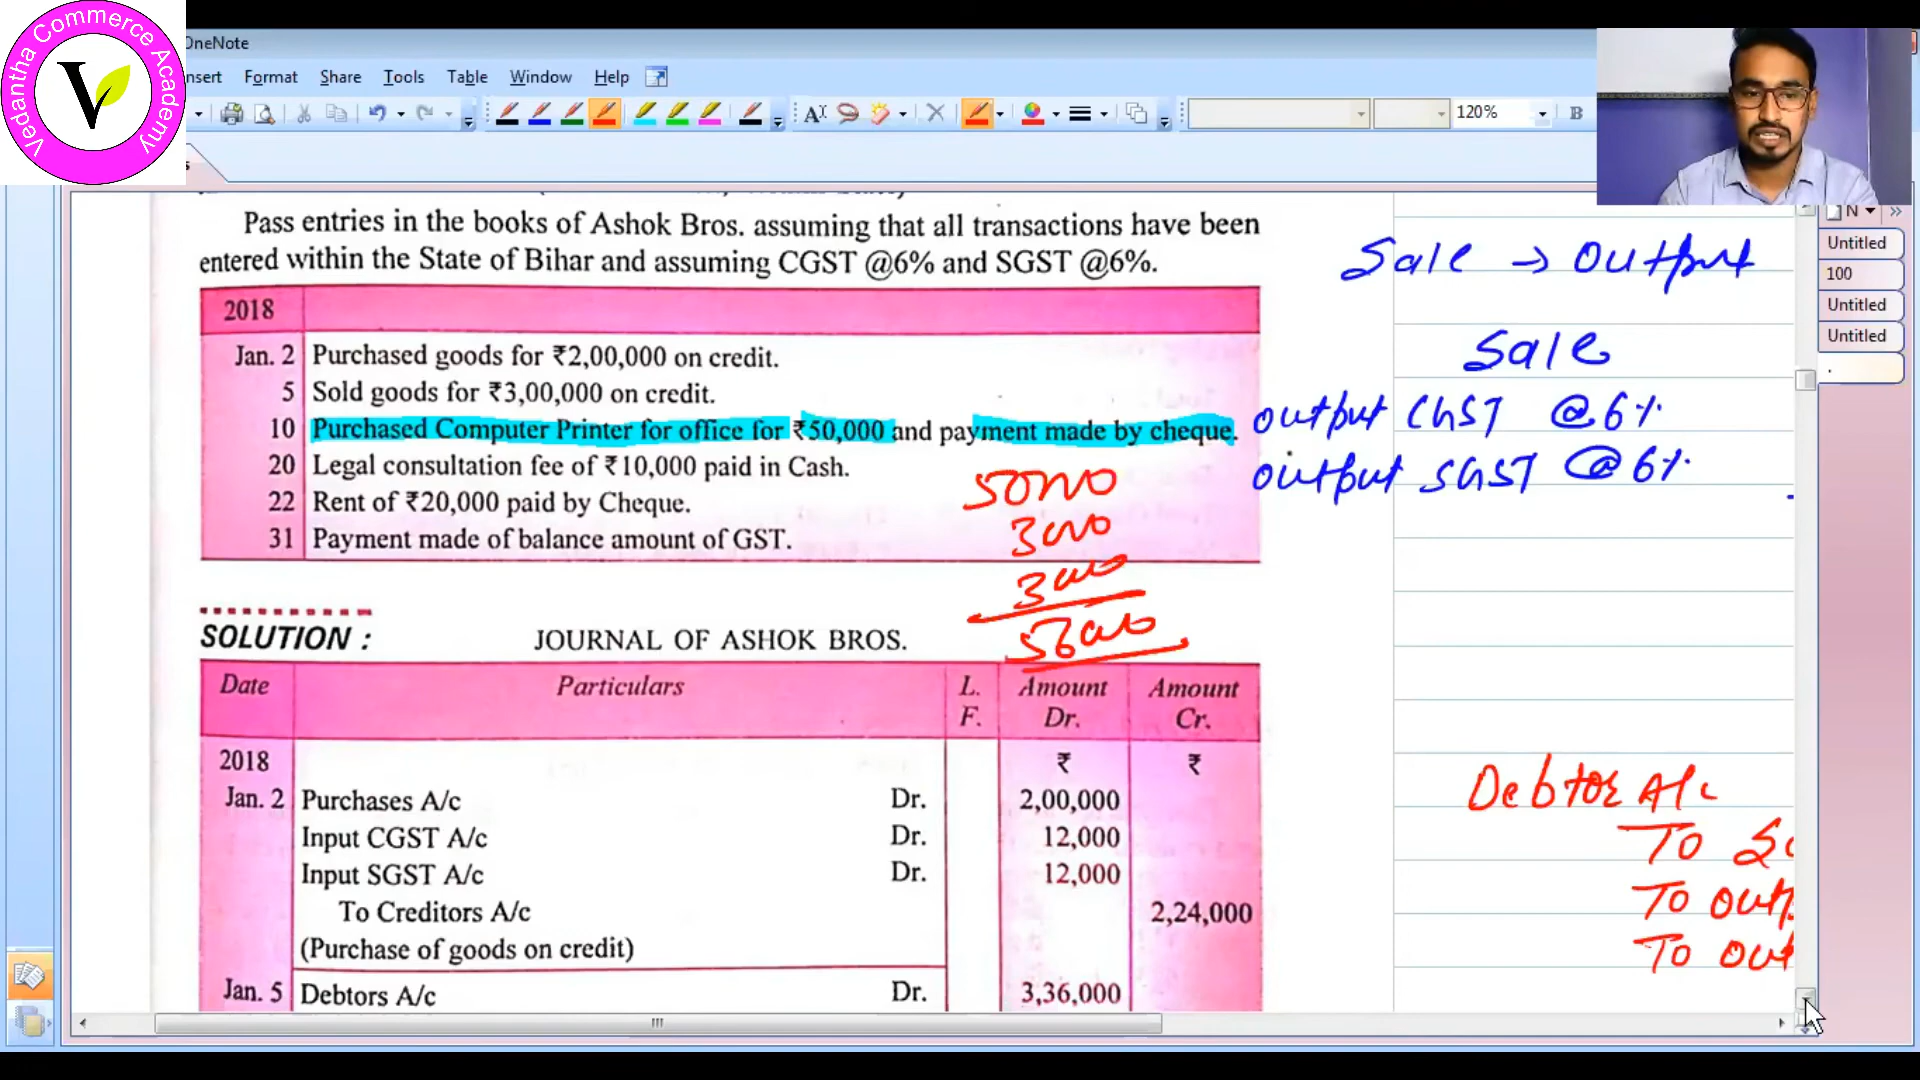 Vedantha Commerce Academy
V
OneNote
nsert Format Share Tools Table Window Help
120% B
N
Untitled
100
Untitled
Untitled
Pass entries in the books of Ashok Bros. assuming that all transactions have been
entered within the State of Bihar and assuming CGST @6% and SGST @6%.
2018
Jan. 2 Purchased goods for ₹2,00,000 on credit.
5 Sold goods for ₹3,00,000 on credit.
10 Purchased Computer Printer for office for ₹50,000 and payment made by cheque.
20 Legal consultation fee of ₹10,000 paid in Cash.
22 Rent of ₹20,000 paid by Cheque.
31 Payment made of balance amount of GST.
Sale → Output
Sale
output CGST @6%
output SGST @6%
50000
3000
3000
56000
SOLUTION : JOURNAL OF ASHOK BROS.
Date Particulars L. F. Amount Dr. Amount Cr.
2018 ₹ ₹
Jan. 2 Purchases A/c Dr. 2,00,000
Input CGST A/c Dr. 12,000
Input SGST A/c Dr. 12,000
To Creditors A/c 2,24,000
(Purchase of goods on credit)
Jan. 5 Debtors A/c Dr. 3,36,000
Debtor A/c
To
To outp
To out